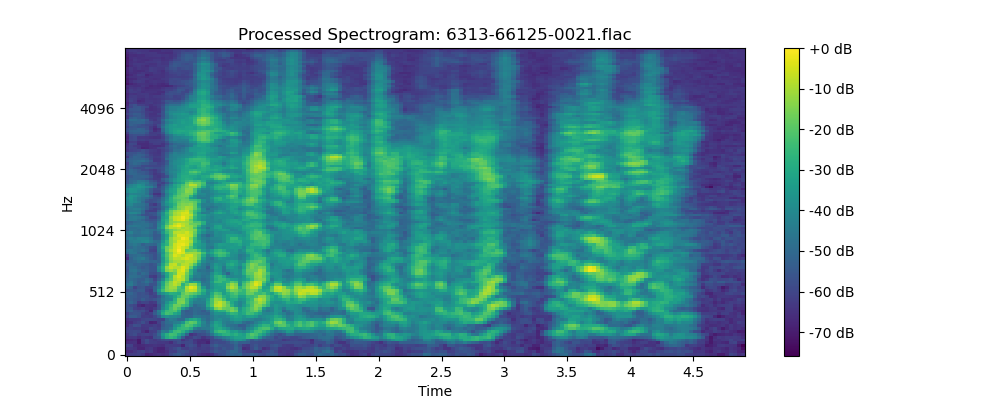 Processed Spectrogram: 6313-66125-0021.flac
Hz
4096
2048
1024
512
0
0 0.5 1 1.5 2 2.5 3 3.5 4 4.5
Time
+0 dB
-10 dB
-20 dB
-30 dB
-40 dB
-50 dB
-60 dB
-70 dB